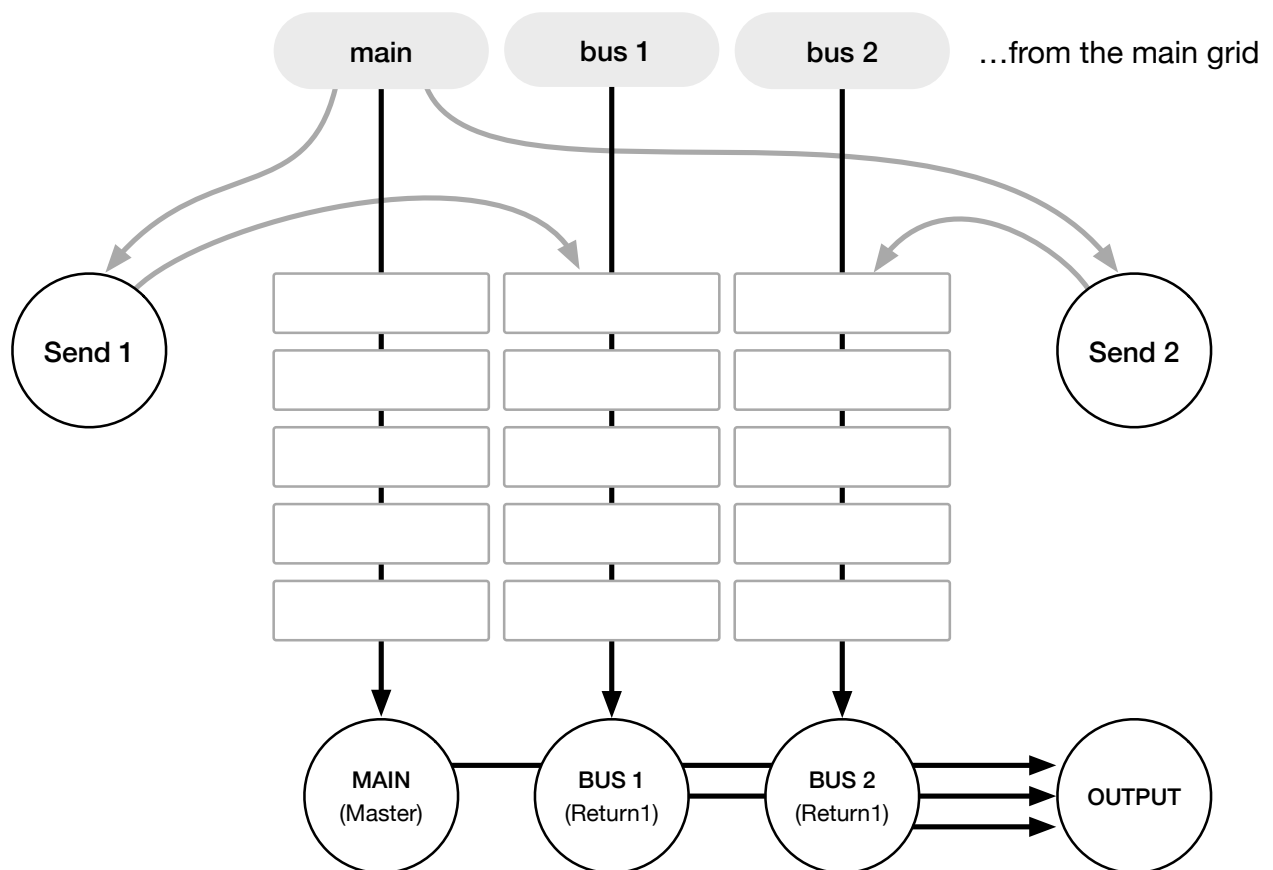 main
bus 1
bus 2
…from the main grid
Send 1
Send 2
MAIN
(Master)
BUS 1
(Return1)
BUS 2
(Return1)
OUTPUT